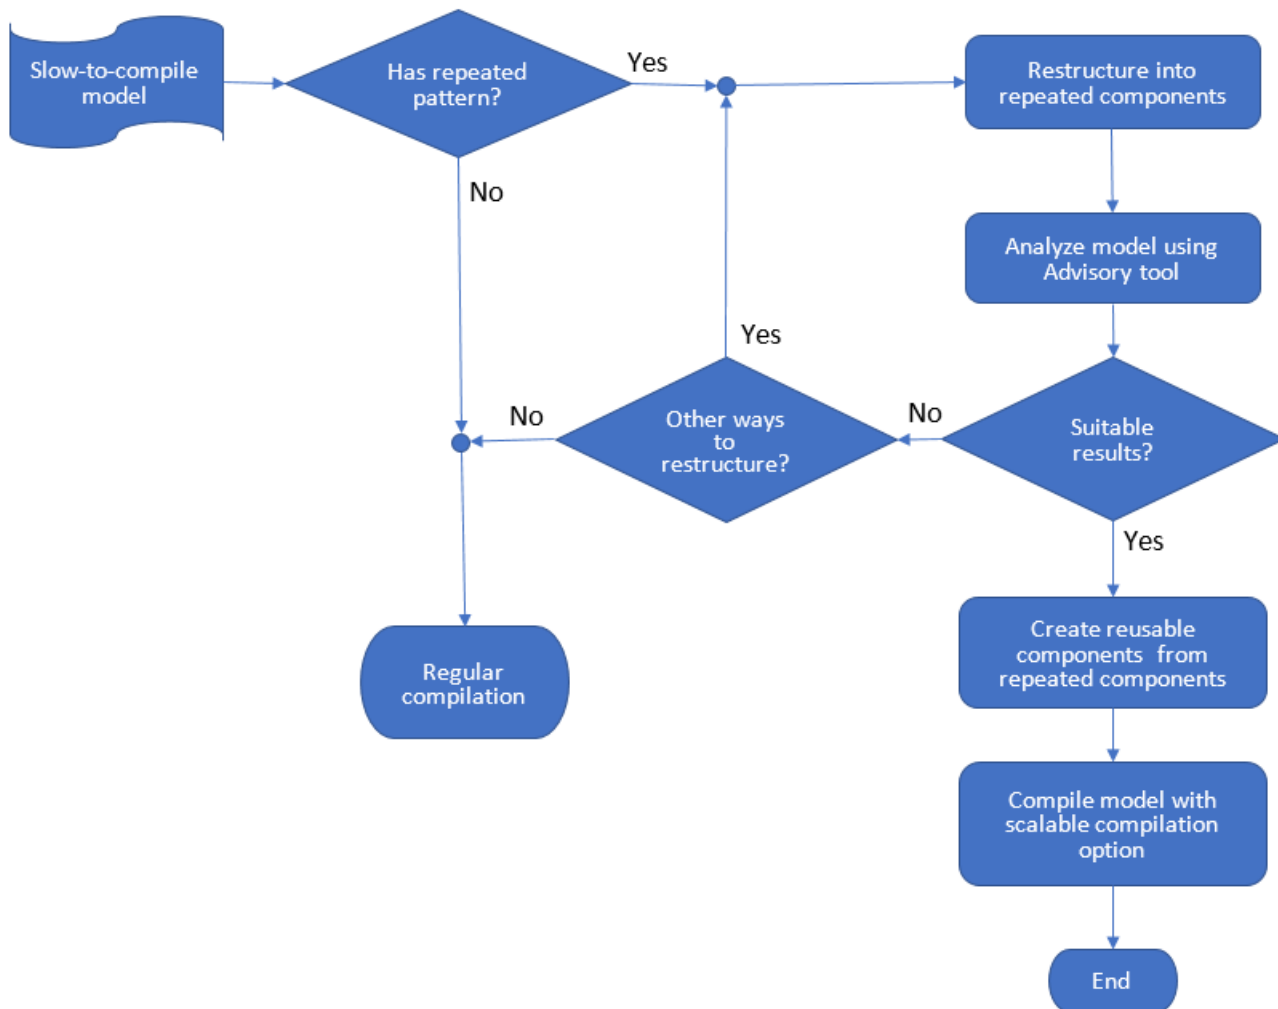 Slow-to-compile
model
Has repeated
pattern?
Yes
Restructure into
repeated components
No
Analyze model using
Advisory tool
Yes
No
Other ways
to
restructure?
No
Suitable
results?
Yes
Regular
compilation
Create reusable
components from
repeated components
Compile model with
scalable compilation
option
End